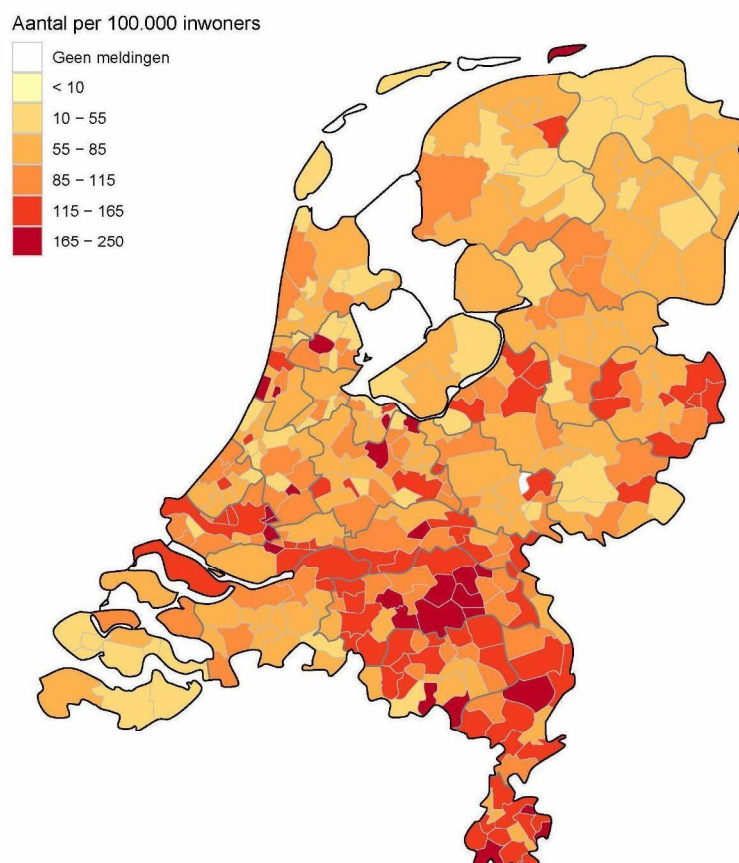 Aantal per 100.000 inwoners
Geen meldingen
< 10
10 − 55
55 − 85
85 − 115
115 − 165
165 − 250